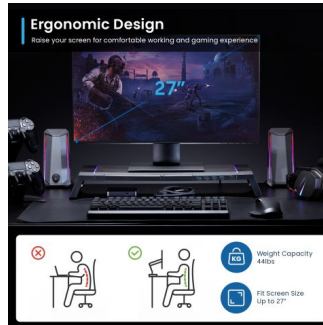 Ergonomic Design
Raise your screen for comfortable working and gaming experience
27"
KG
Weight Capacity
44lbs
Fit Screen Size
Up to 27"